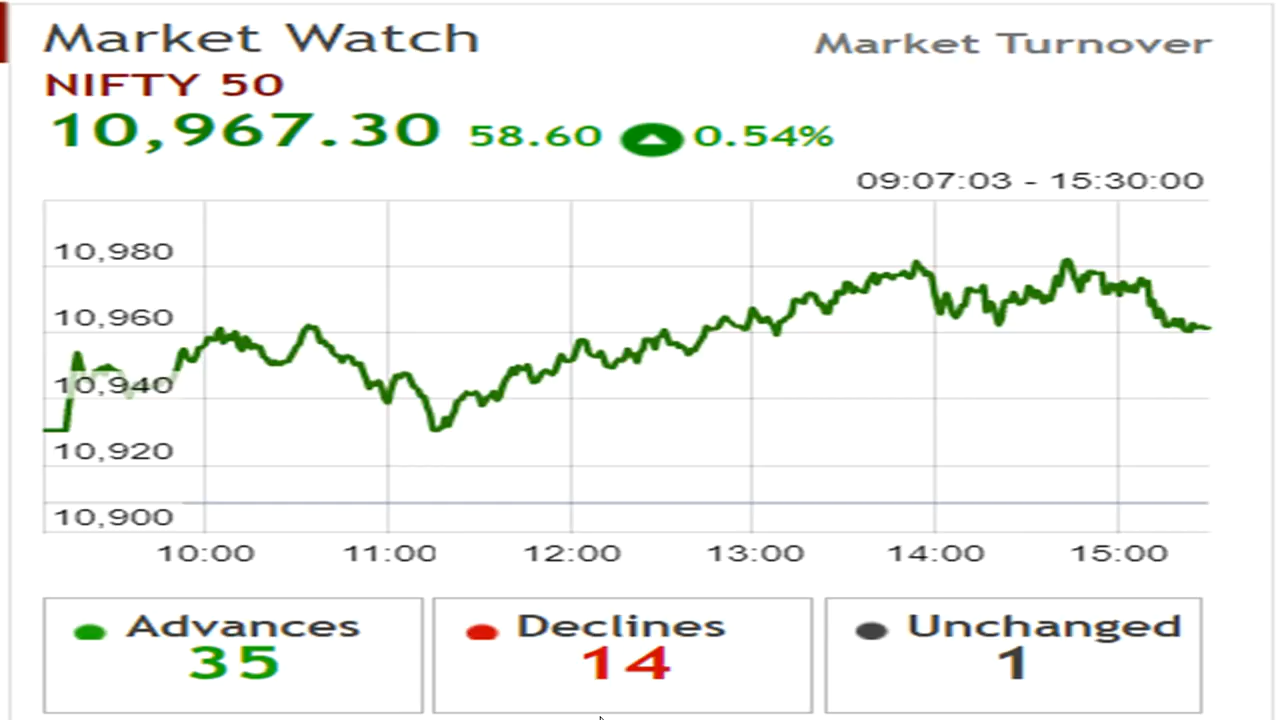 Market Watch
Market Turnover
NIFTY 50
10,967.30 58.60 0.54%
09:07:03 - 15:30:00
10,980
10,960
10,940
10,920
10,900
10:00 11:00 12:00 13:00 14:00 15:00
Advances
35
Declines
14
Unchanged
1